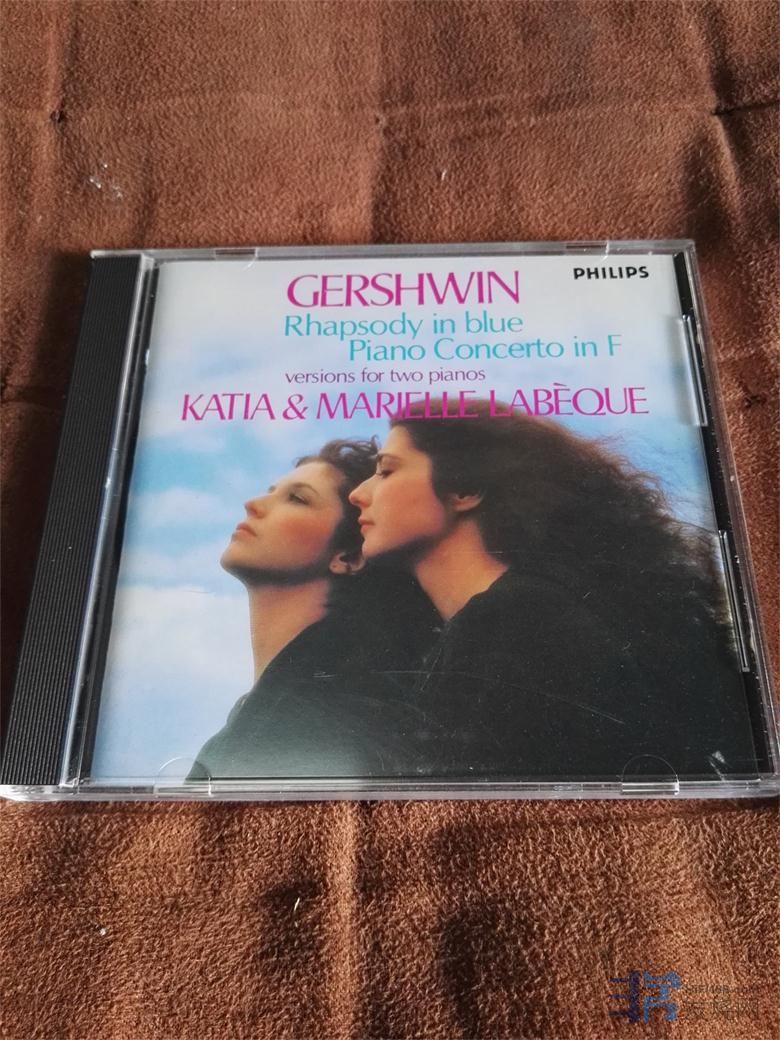 GERSHWIN
PHILIPS
Rhapsody in blue
Piano Concerto in F
versions for two pianos
KATIA & MARIELLE LABÈQUE